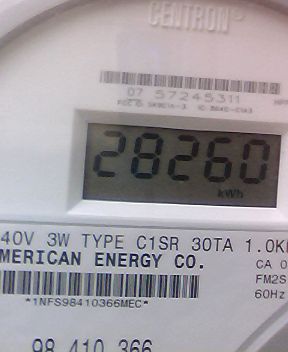 CENTRON
07 57245311
28260
kWh
40V 3W TYPE C1SR 30TA 1.0K
MERICAN ENERGY CO.
CA 0
FM2S
60Hz
*1NFS98410366MEC*
98 410 366